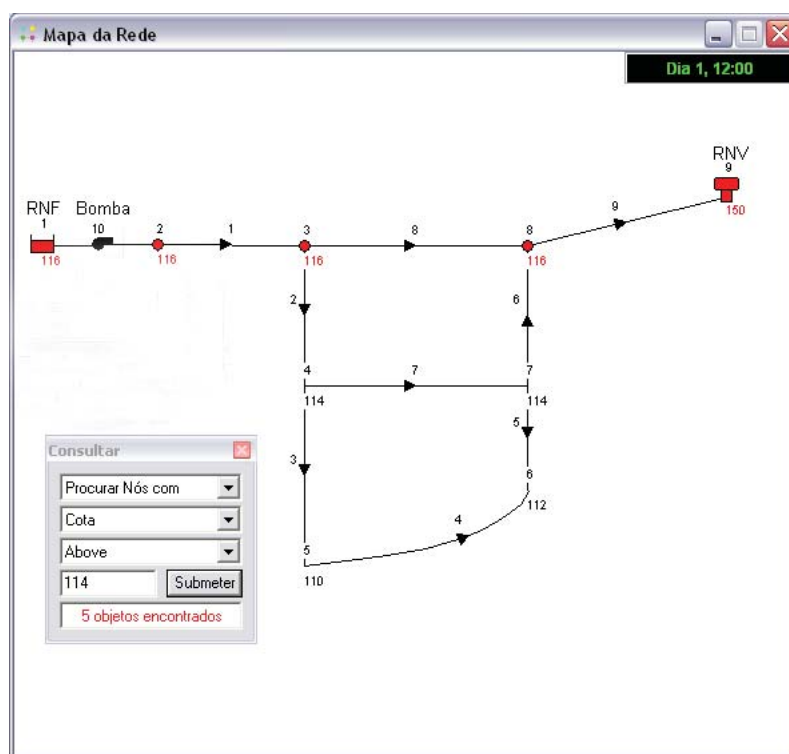 Mapa da Rede
Dia 1, 12:00
RNV
9
9
150
RNF Bomba
1 10 2 1 3 8 8
116 116 116 116
2 6
4 7 7
114 114
5
3
6
4 112
5
110
Consultar
Procurar Nós com
Cota
Above
114 Submeter
5 objetos encontrados